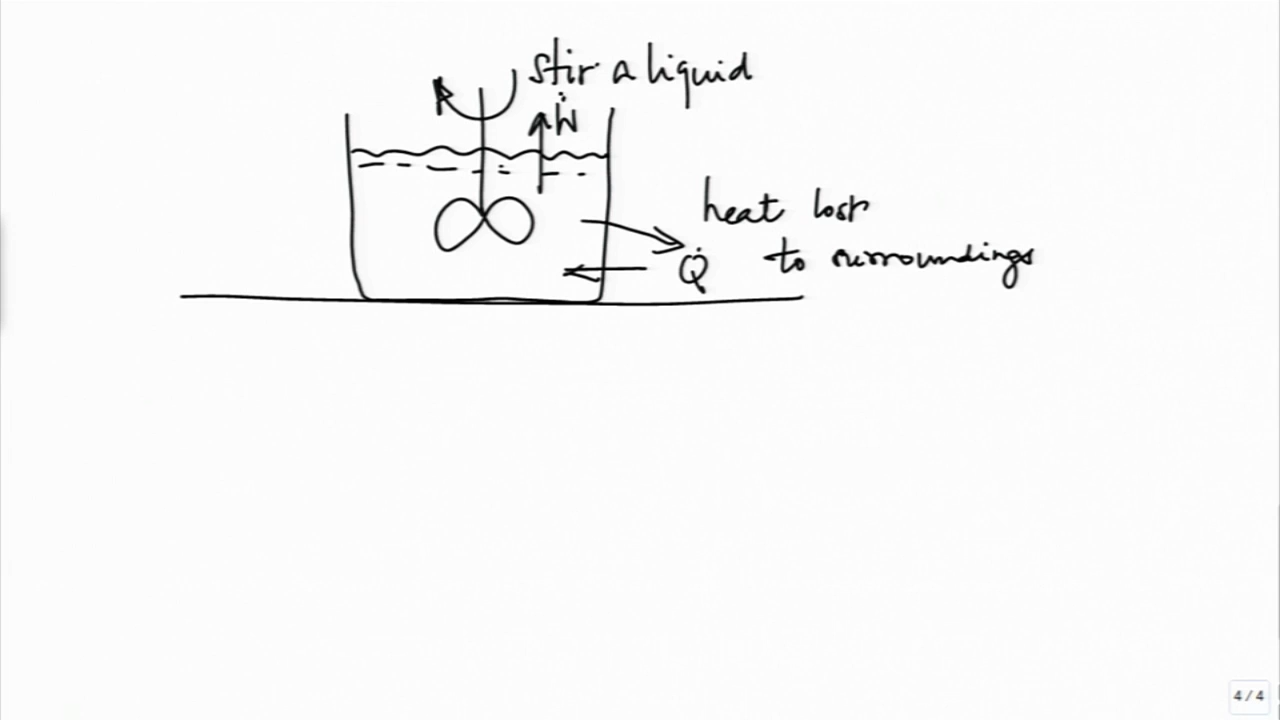 stir a liquid
Ẇ
heat lost
Q̇ to surroundings
4/4